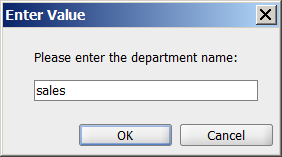 Enter Value
Please enter the department name:
sales
OK
Cancel